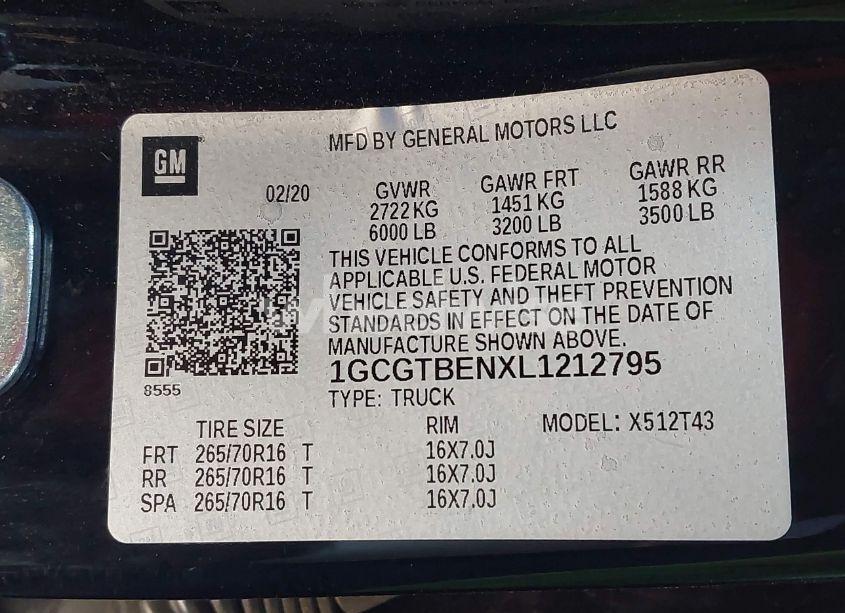 MFD BY GENERAL MOTORS LLC
GM
02/20
GVWR GAWR FRT GAWR RR
2722 KG 1451 KG 1588 KG
6000 LB 3200 LB 3500 LB
THIS VEHICLE CONFORMS TO ALL
APPLICABLE U.S. FEDERAL MOTOR
VEHICLE SAFETY AND THEFT PREVENTION
STANDARDS IN EFFECT ON THE DATE OF
MANUFACTURE SHOWN ABOVE.
1GCGTBENXL1212795
8555
TYPE: TRUCK
TIRE SIZE RIM MODEL: X512T43
FRT 265/70R16 T 16X7.0J
RR 265/70R16 T 16X7.0J
SPA 265/70R16 T 16X7.0J